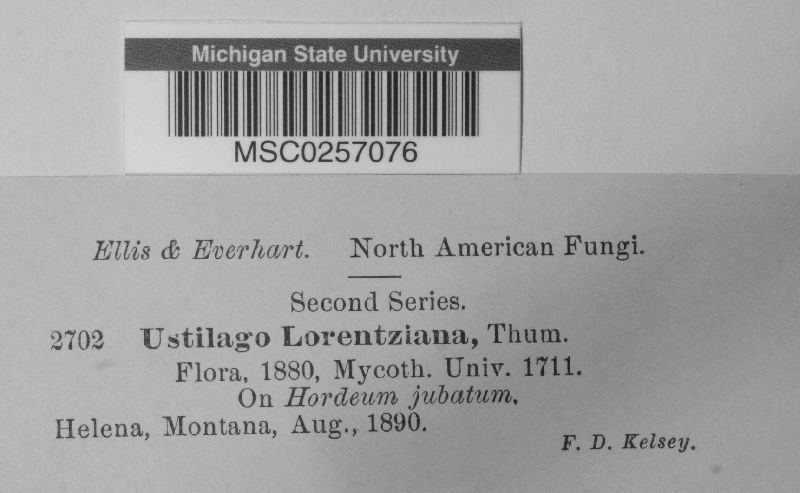 Michigan State University
MSC0257076
Ellis & Everhart. North American Fungi.
Second Series.
2702 Ustilago Lorentziana, Thum.
Flora, 1880, Mycoth. Univ. 1711.
On Hordeum jubatum.
Helena, Montana, Aug., 1890.
F. D. Kelsey.